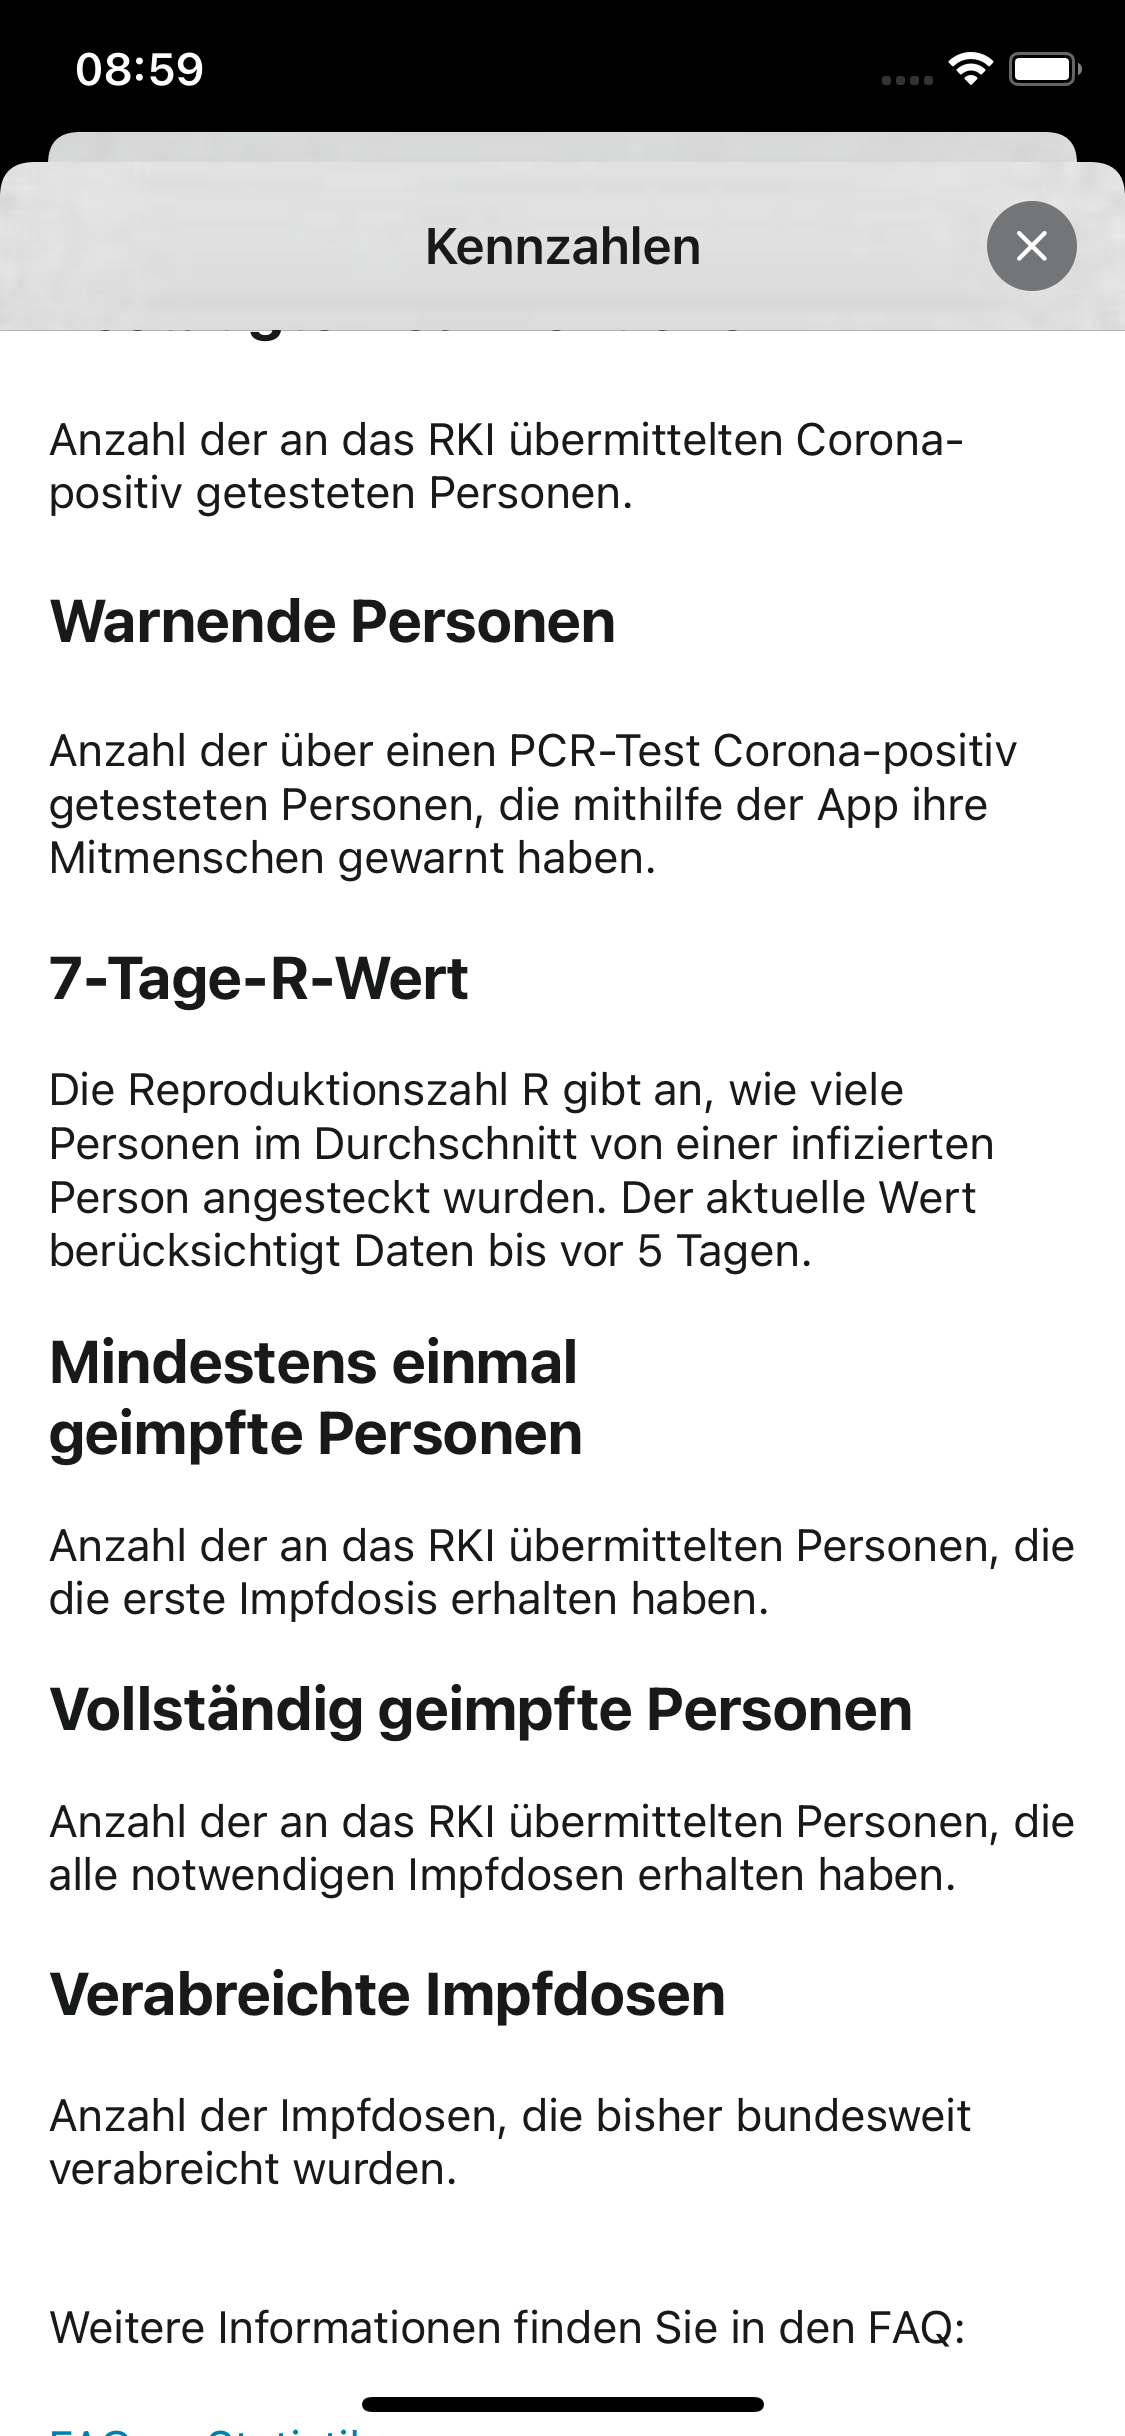 08:59
Kennzahlen
Anzahl der an das RKI übermittelten Corona-
positiv getesteten Personen.
Warnende Personen
Anzahl der über einen PCR-Test Corona-positiv
getesteten Personen, die mithilfe der App ihre
Mitmenschen gewarnt haben.
7-Tage-R-Wert
Die Reproduktionszahl R gibt an, wie viele
Personen im Durchschnitt von einer infizierten
Person angesteckt wurden. Der aktuelle Wert
berücksichtigt Daten bis vor 5 Tagen.
Mindestens einmal
geimpfte Personen
Anzahl der an das RKI übermittelten Personen, die
die erste Impfdosis erhalten haben.
Vollständig geimpfte Personen
Anzahl der an das RKI übermittelten Personen, die
alle notwendigen Impfdosen erhalten haben.
Verabreichte Impfdosen
Anzahl der Impfdosen, die bisher bundesweit
verabreicht wurden.
Weitere Informationen finden Sie in den FAQ: